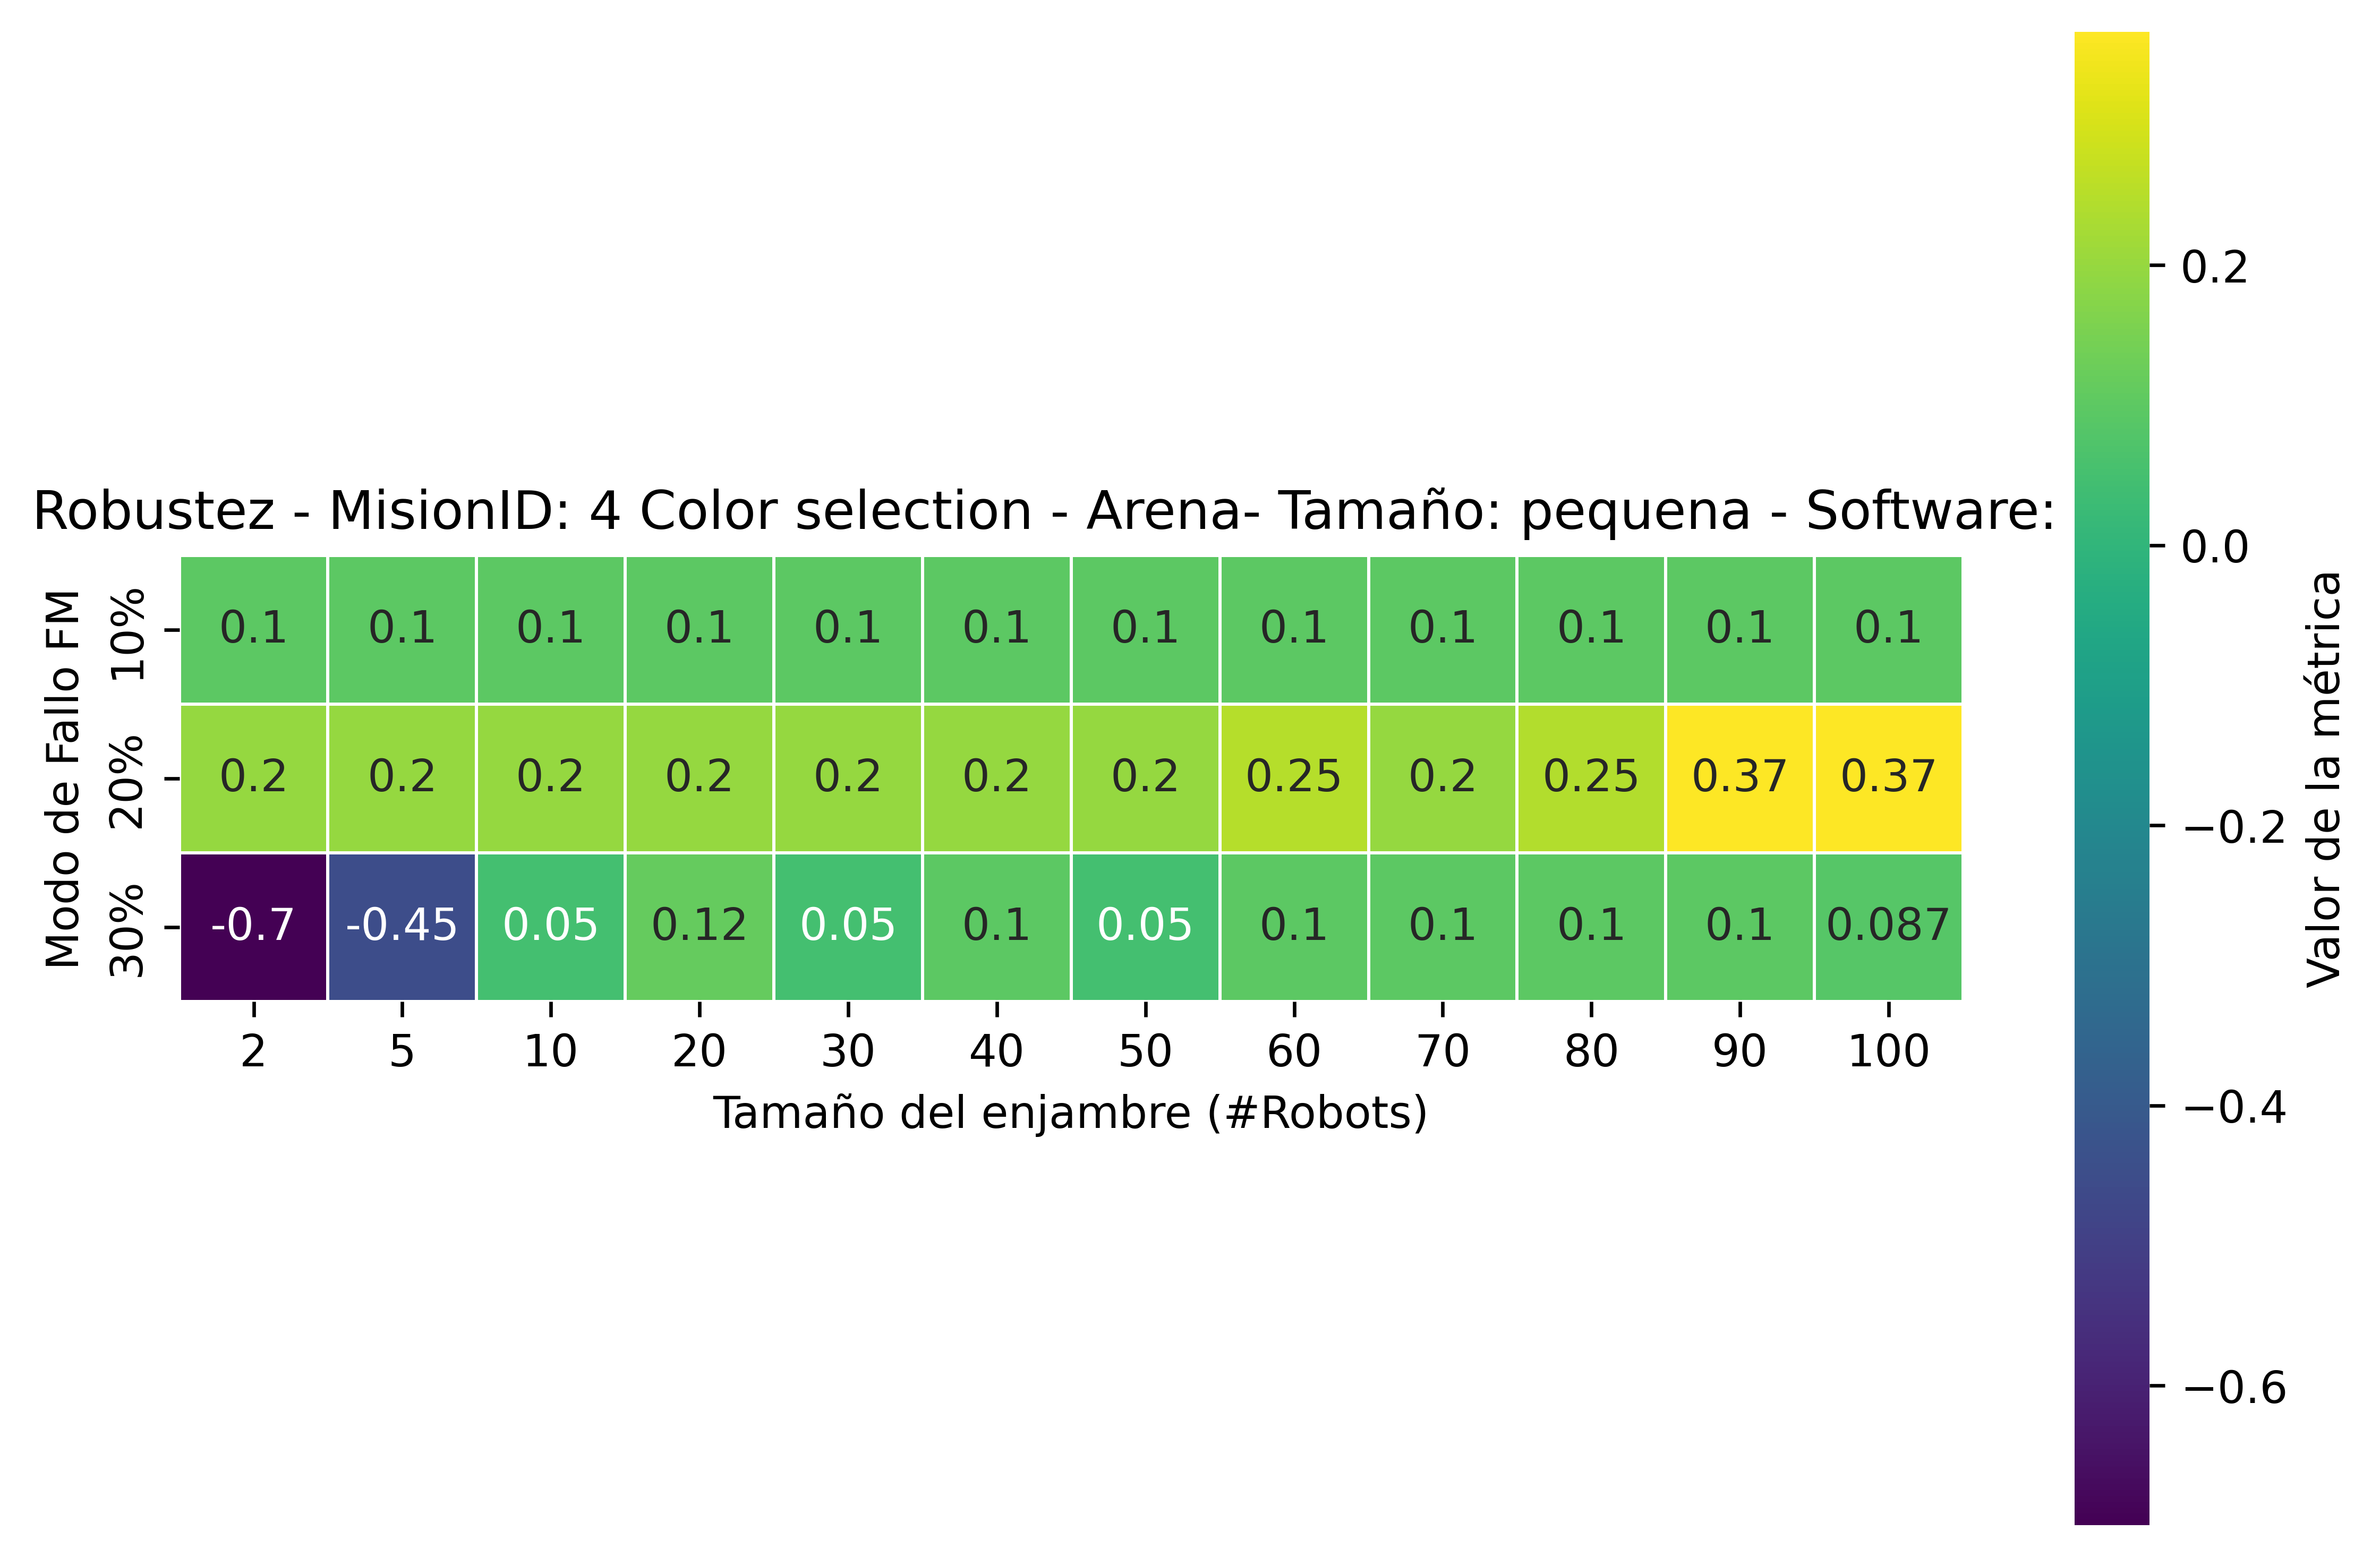 Robustez - MisionID: 4 Color selection - Arena- Tamaño: pequena - Software:
Modo de Fallo FM
10% 0.1 0.1 0.1 0.1 0.1 0.1 0.1 0.1 0.1 0.1 0.1 0.1
20% 0.2 0.2 0.2 0.2 0.2 0.2 0.2 0.25 0.2 0.25 0.37 0.37
30% -0.7 -0.45 0.05 0.12 0.05 0.1 0.05 0.1 0.1 0.1 0.1 0.087
2 5 10 20 30 40 50 60 70 80 90 100
Tamaño del enjambre (#Robots)
0.2
0.0
−0.2
−0.4
−0.6
Valor de la métrica